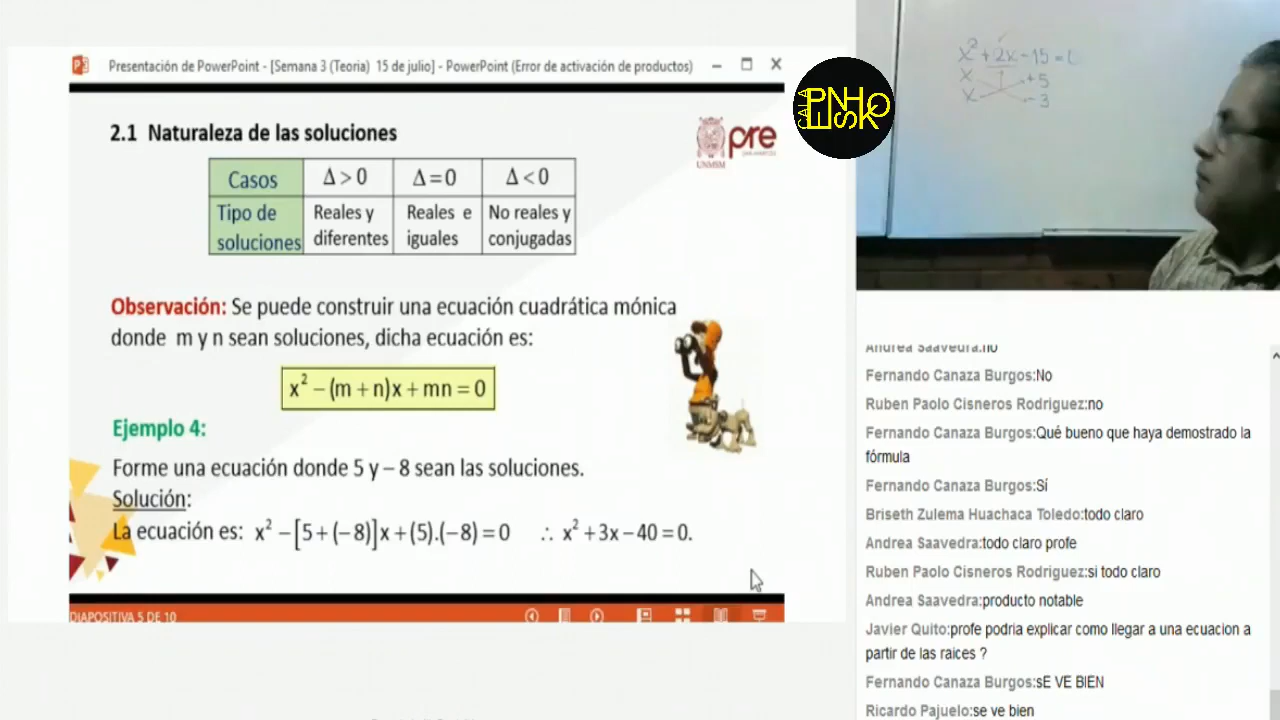 Presentación de PowerPoint - [Semana 3 (Teoria) 15 de julio] - PowerPoint (Error de activación de productos)
2.1 Naturaleza de las soluciones
pre
UNMSM
Casos Δ > 0 Δ = 0 Δ < 0
Tipo de soluciones Reales y diferentes Reales e iguales No reales y conjugadas
Observación: Se puede construir una ecuación cuadrática mónica
donde m y n sean soluciones, dicha ecuación es:
x² − (m + n)x + mn = 0
Ejemplo 4:
Forme una ecuación donde 5 y – 8 sean las soluciones.
Solución:
La ecuación es: x² − [5 + (−8)]x + (5).(−8) = 0 ∴ x² + 3x − 40 = 0.
DIAPOSITIVA 5 DE 10
x² + 2x - 15 = 0
x +5
x -3
Andrea Saavedra:no
Fernando Canaza Burgos:No
Ruben Paolo Cisneros Rodriguez:no
Fernando Canaza Burgos:Qué bueno que haya demostrado la
fórmula
Fernando Canaza Burgos:Sí
Briseth Zulema Huachaca Toledo:todo claro
Andrea Saavedra:todo claro profe
Ruben Paolo Cisneros Rodriguez:si todo claro
Andrea Saavedra:producto notable
Javier Quito:profe podria explicar como llegar a una ecuacion a
partir de las raices ?
Fernando Canaza Burgos:sE VE BIEN
Ricardo Pajuelo:se ve bien